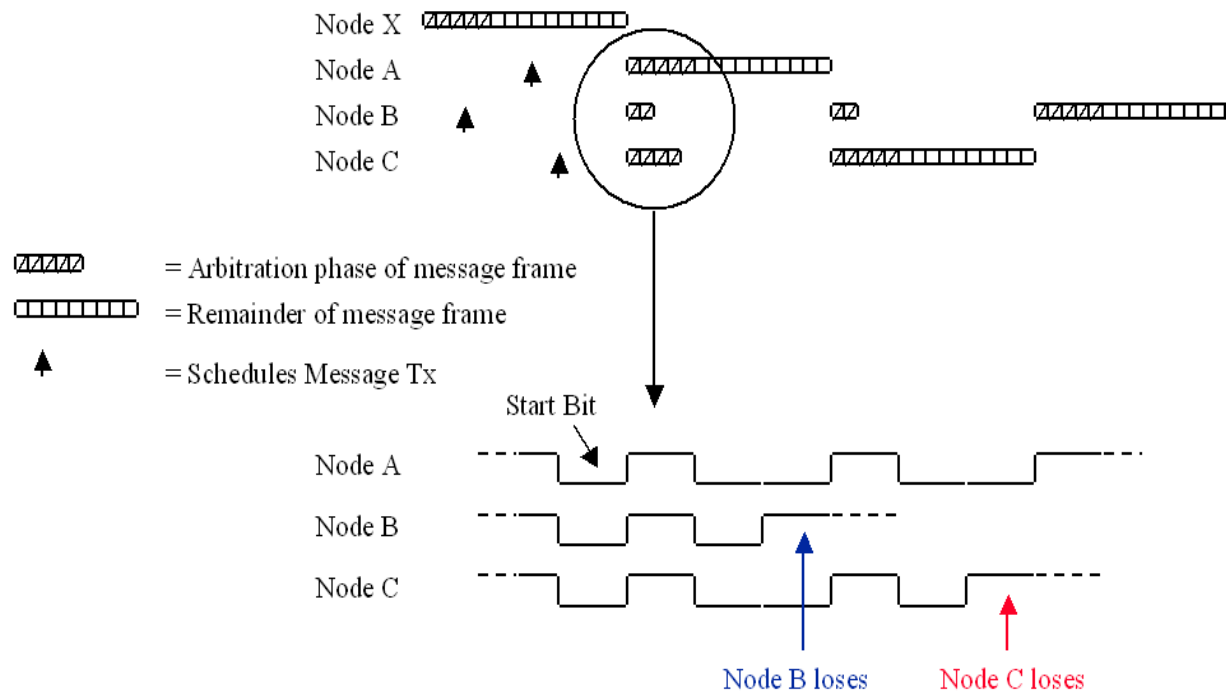 Node X
Node A
Node B
Node C
= Arbitration phase of message frame
= Remainder of message frame
= Schedules Message Tx
Start Bit
Node A
Node B
Node C
Node B loses
Node C loses